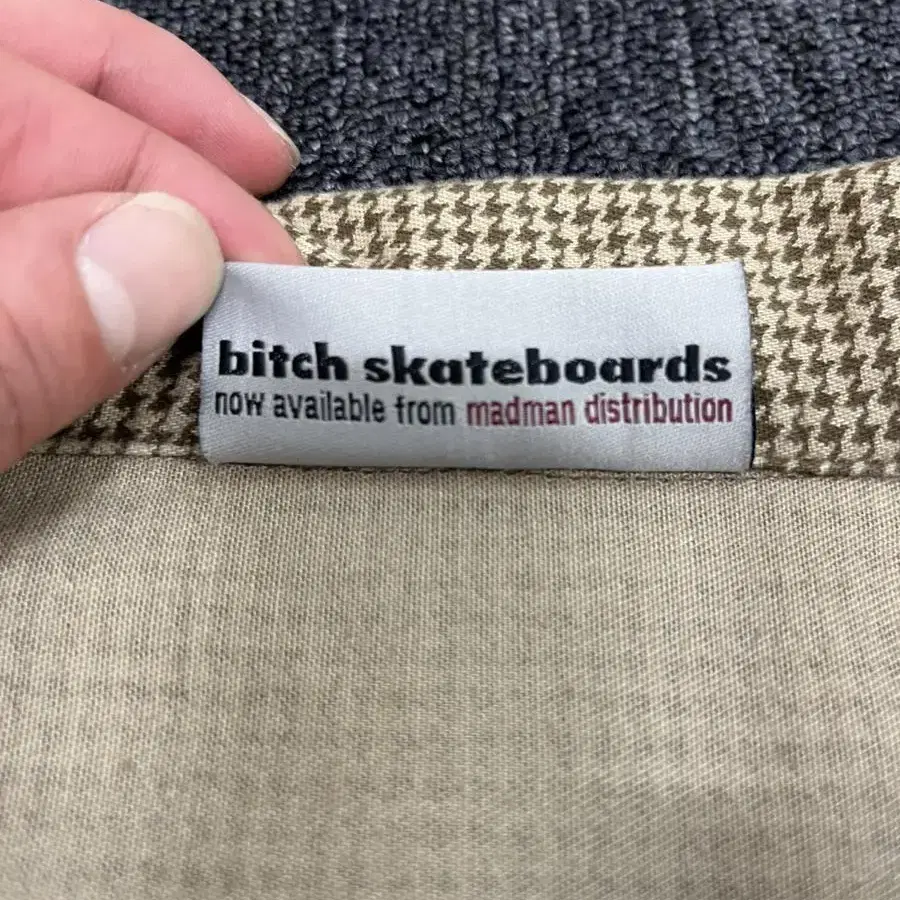 bitch skateboards
now available from madman distribution